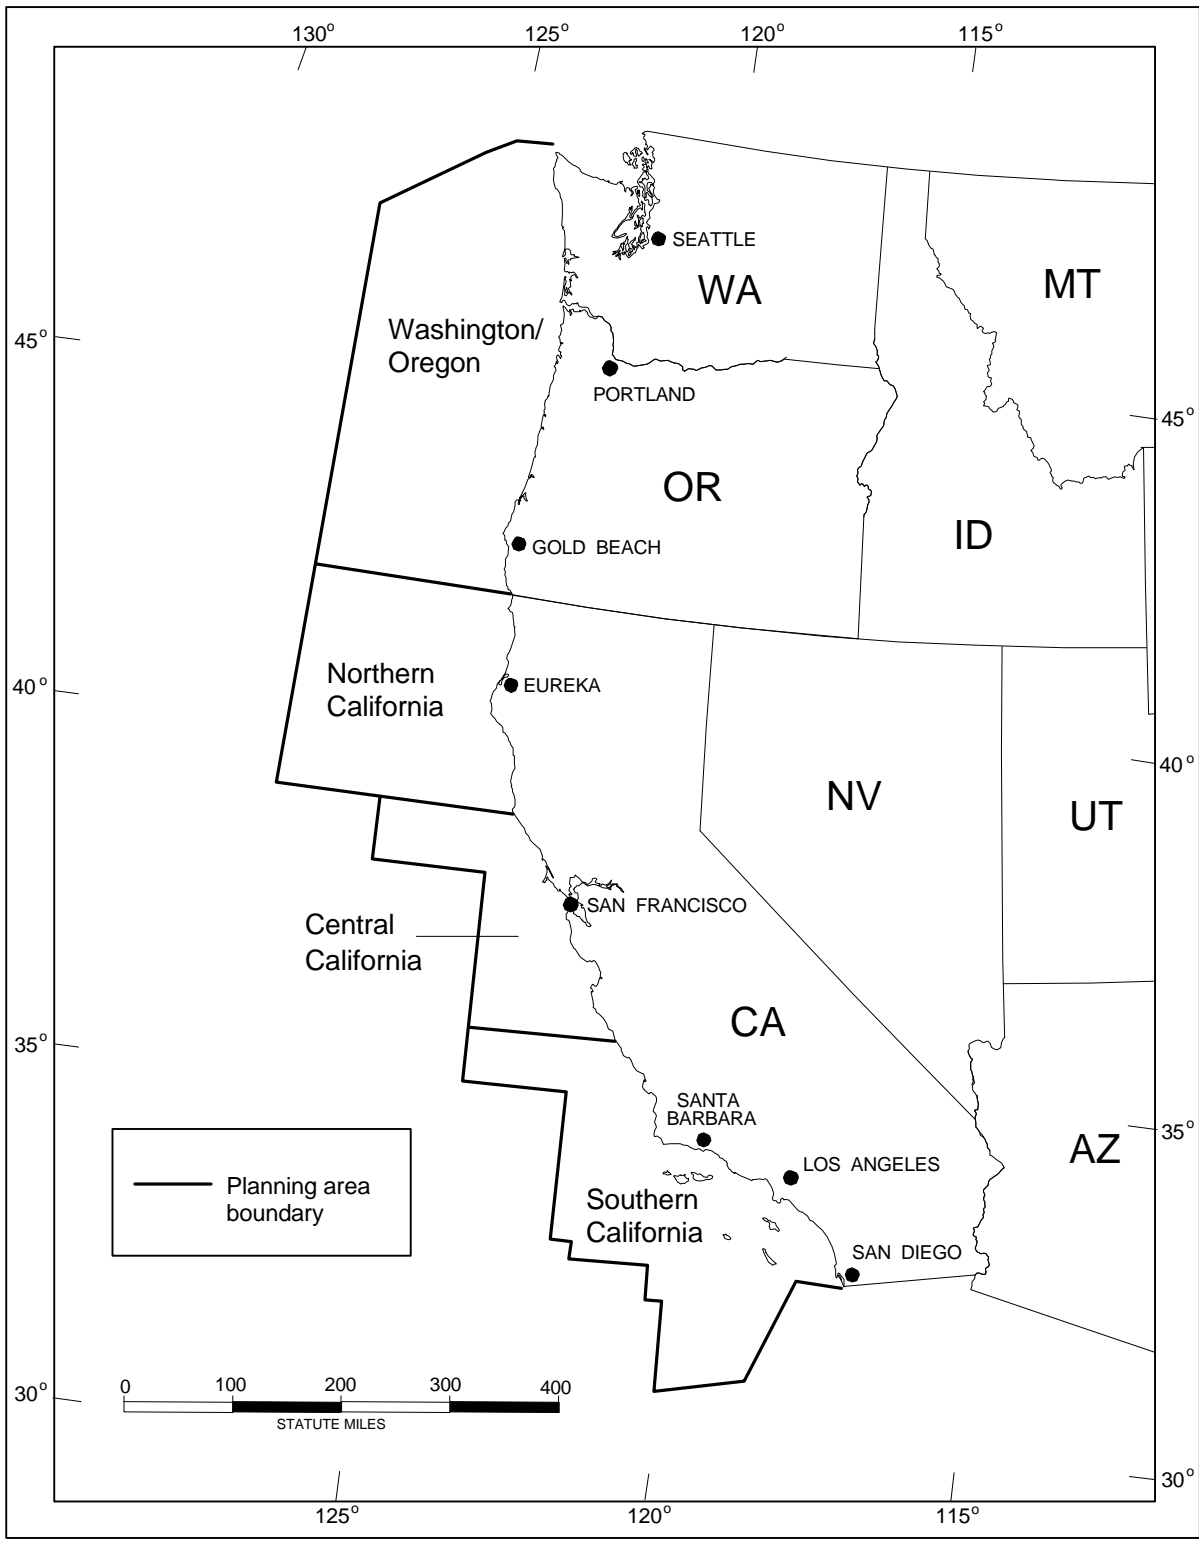 130°
125°
120°
115°
SEATTLE
WA
MT
45°
Washington/
Oregon
PORTLAND
45°
OR
ID
GOLD BEACH
40°
Northern
California
EUREKA
40°
NV
UT
SAN FRANCISCO
Central
California
CA
35°
SANTA
BARBARA
35°
AZ
LOS ANGELES
Planning area
boundary
Southern
California
SAN DIEGO
30°
0
100
200
300
400
STATUTE MILES
30°
125°
120°
115°